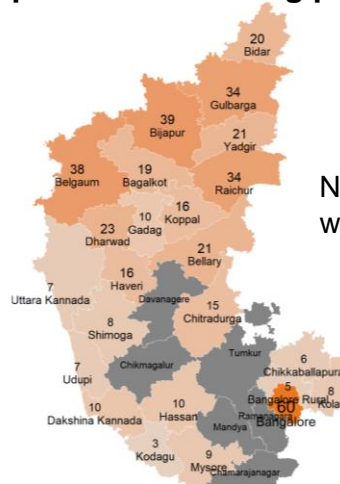 20
Bidar
34
Gulbarga
39
Bijapur
21
Yadgir
38
Belgaum
19
Bagalkot
34
Raichur
16
Koppal
10
Gadag
23
Dharwad
21
Bellary
7
Uttara Kannada
16
Haveri
Davanagere
15
Chitradurga
8
Shimoga
Tumkur
6
Chikkaballapura
7
Udupi
Chikmagalur
5
Bangalore Rural
8
Kola
60
Ramanagara
Bangalore
10
Dakshina Kannada
10
Hassan
Mandya
3
Kodagu
9
Mysore
Chamarajanagar
N
w